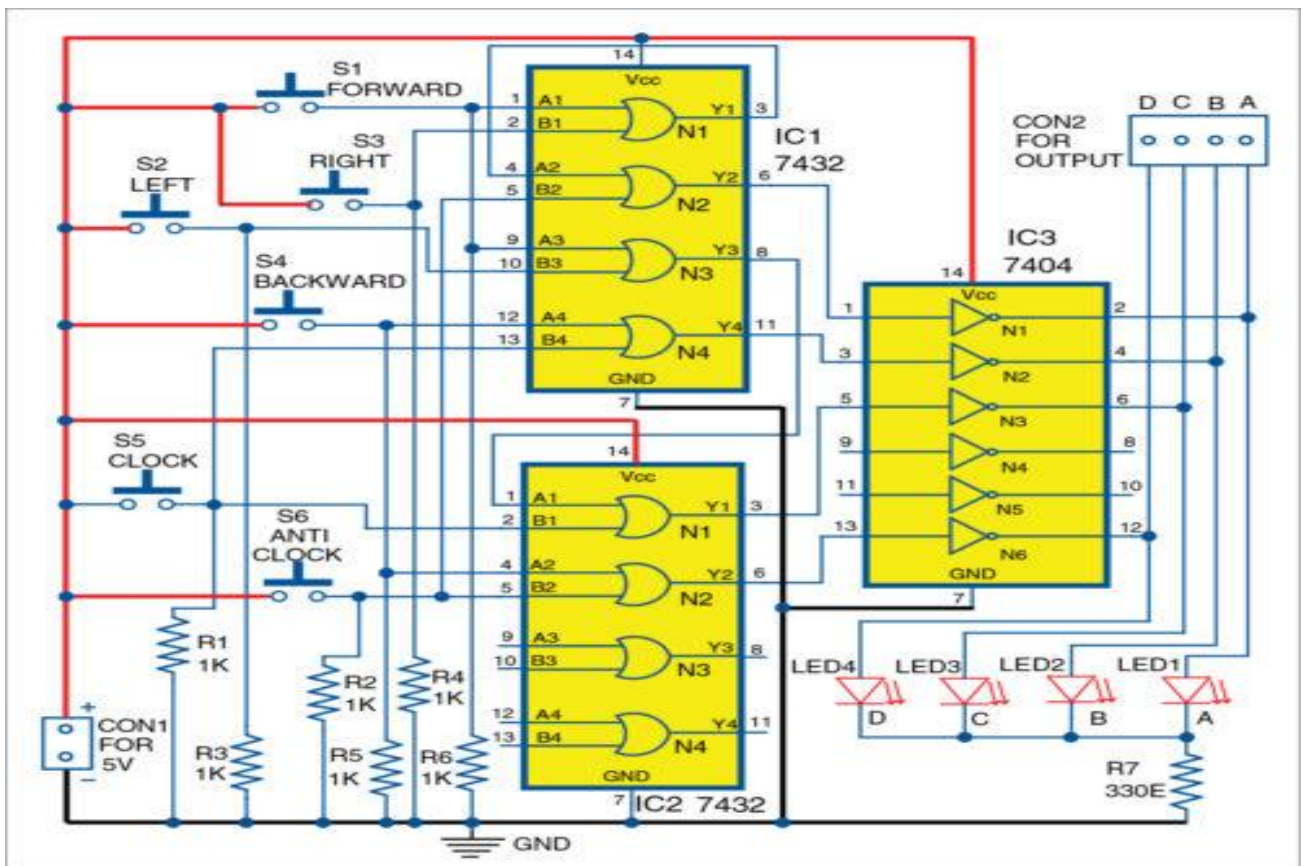 S1
FORWARD
S3
RIGHT
S2
LEFT
S4
BACKWARD
S5
CLOCK
S6
ANTI
CLOCK
14
Vcc
1 A1
2 B1
Y1 3
N1
4 A2
5 B2
Y2 6
N2
9 A3
10 B3
Y3 8
N3
12 A4
13 B4
Y4 11
N4
GND
7
IC1
7432
14
Vcc
1 A1
2 B1
Y1 3
N1
4 A2
5 B2
Y2 6
N2
9 A3
10 B3
Y3 8
N3
12 A4
13 B4
Y4 11
N4
GND
7
IC2 7432
IC3
7404
14
Vcc
1 N1 2
3 N2 4
5 N3 6
9 N4 8
11 N5 10
13 N6 12
GND
7
D C B A
CON2
FOR
OUTPUT
LED4
LED3
LED2
LED1
D
C
B
A
R7
330E
R1
1K
R2
1K
R4
1K
R3
1K
R5
1K
R6
1K
+
CON1
FOR
5V
−
GND